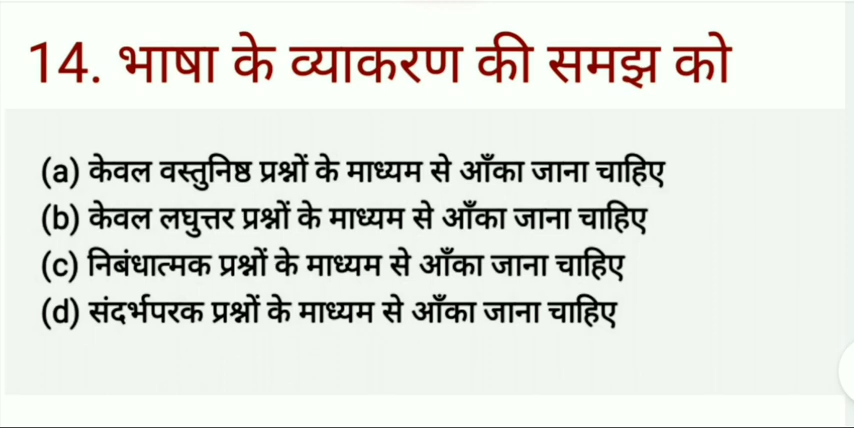 14. भाषा के व्याकरण की समझ को
(a) केवल वस्तुनिष्ठ प्रश्नों के माध्यम से आँका जाना चाहिए
(b) केवल लघुत्तर प्रश्नों के माध्यम से आँका जाना चाहिए
(c) निबंधात्मक प्रश्नों के माध्यम से आँका जाना चाहिए
(d) संदर्भपरक प्रश्नों के माध्यम से आँका जाना चाहिए